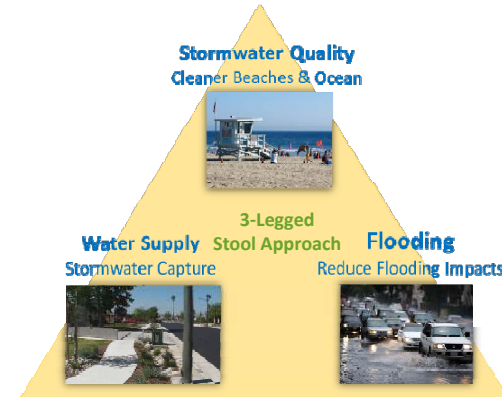 Stormwater Quality
Cleaner Beaches & Ocean
3-Legged
Stool Approach
Water Supply
Stormwater Capture
Flooding
Reduce Flooding Impacts